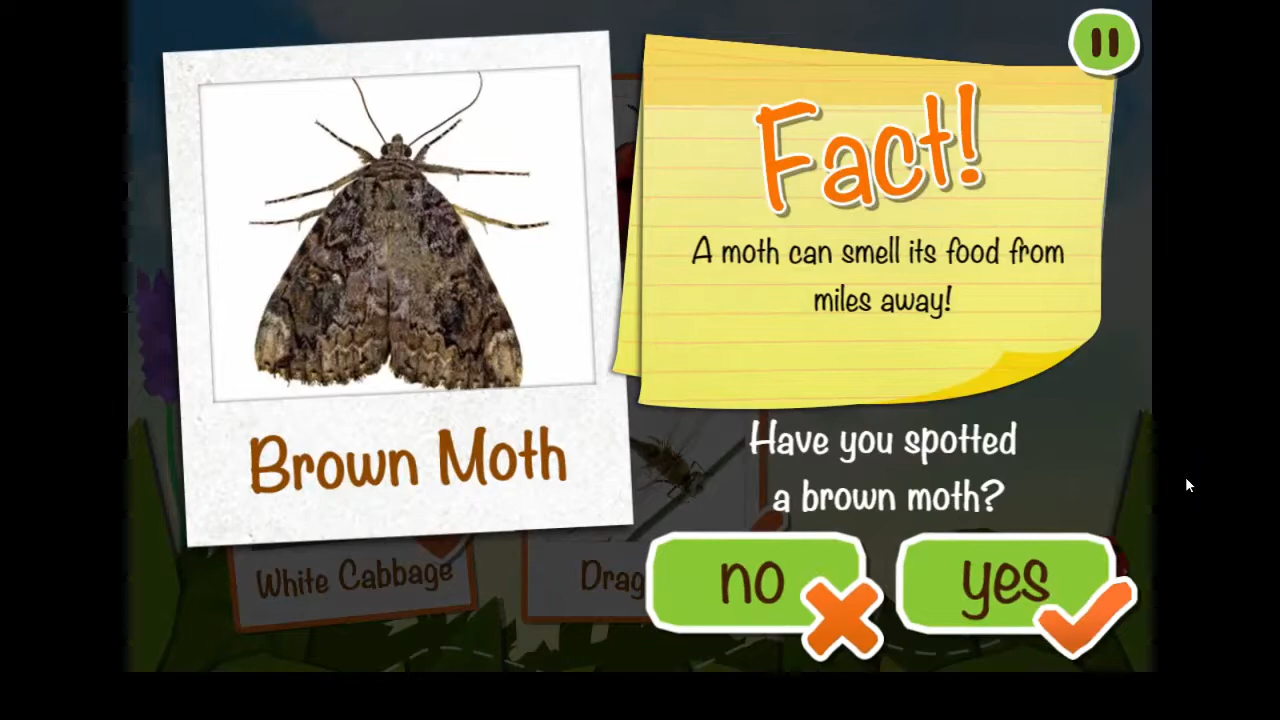 Fact!
A moth can smell its food from
miles away!
Brown Moth
Have you spotted
a brown moth?
White Cabbage
Drag
no
yes